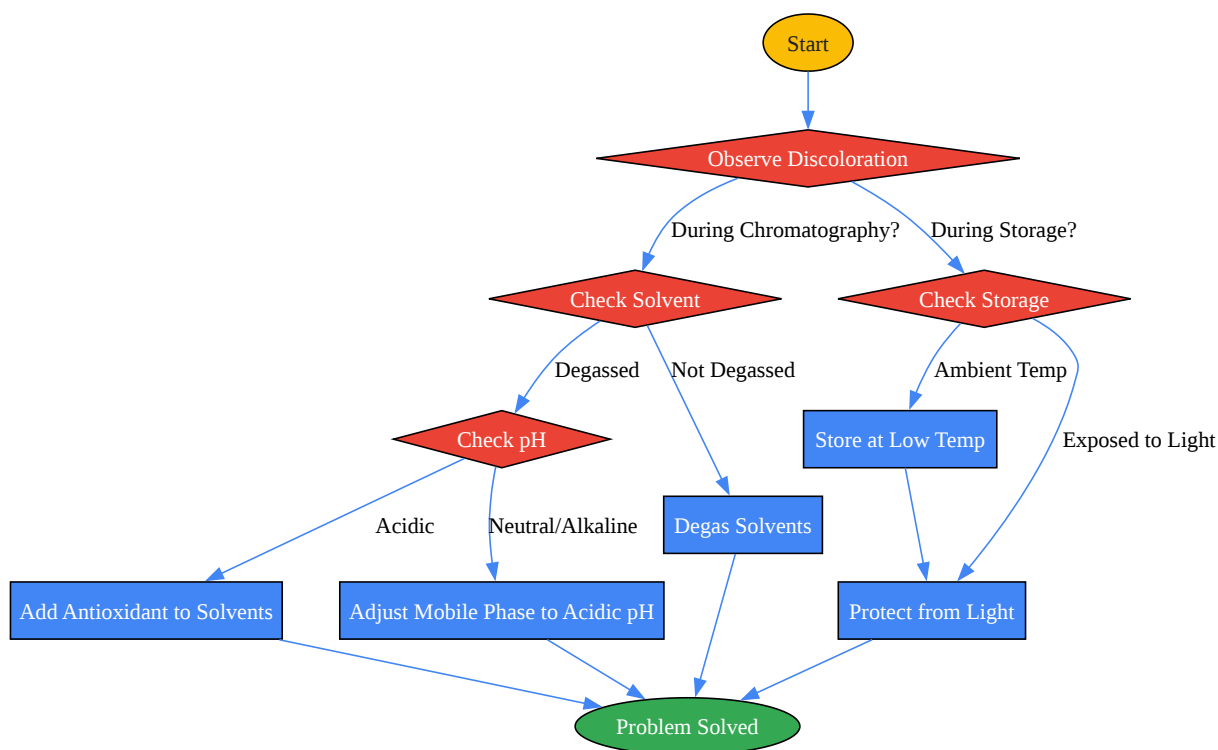 Start
Observe Discoloration
During Chromatography?
During Storage?
Check Solvent
Check Storage
Degassed
Not Degassed
Ambient Temp
Check pH
Store at Low Temp
Exposed to Light
Acidic
Neutral/Alkaline
Degas Solvents
Add Antioxidant to Solvents
Adjust Mobile Phase to Acidic pH
Protect from Light
Problem Solved